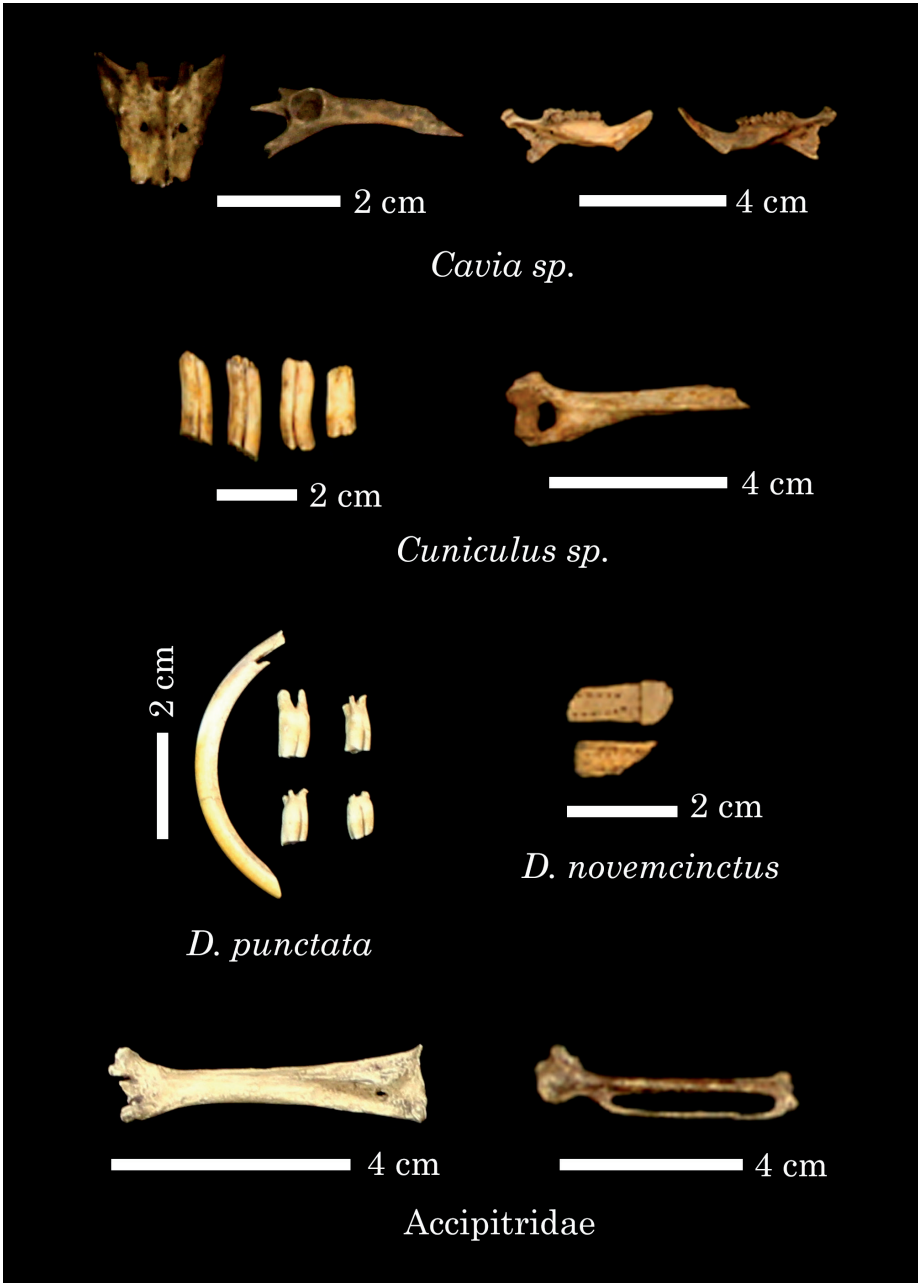 2 cm
4 cm
Cavia sp.
2 cm
4 cm
Cuniculus sp.
2 cm
D. punctata
2 cm
D. novemcinctus
4 cm
4 cm
Accipitridae